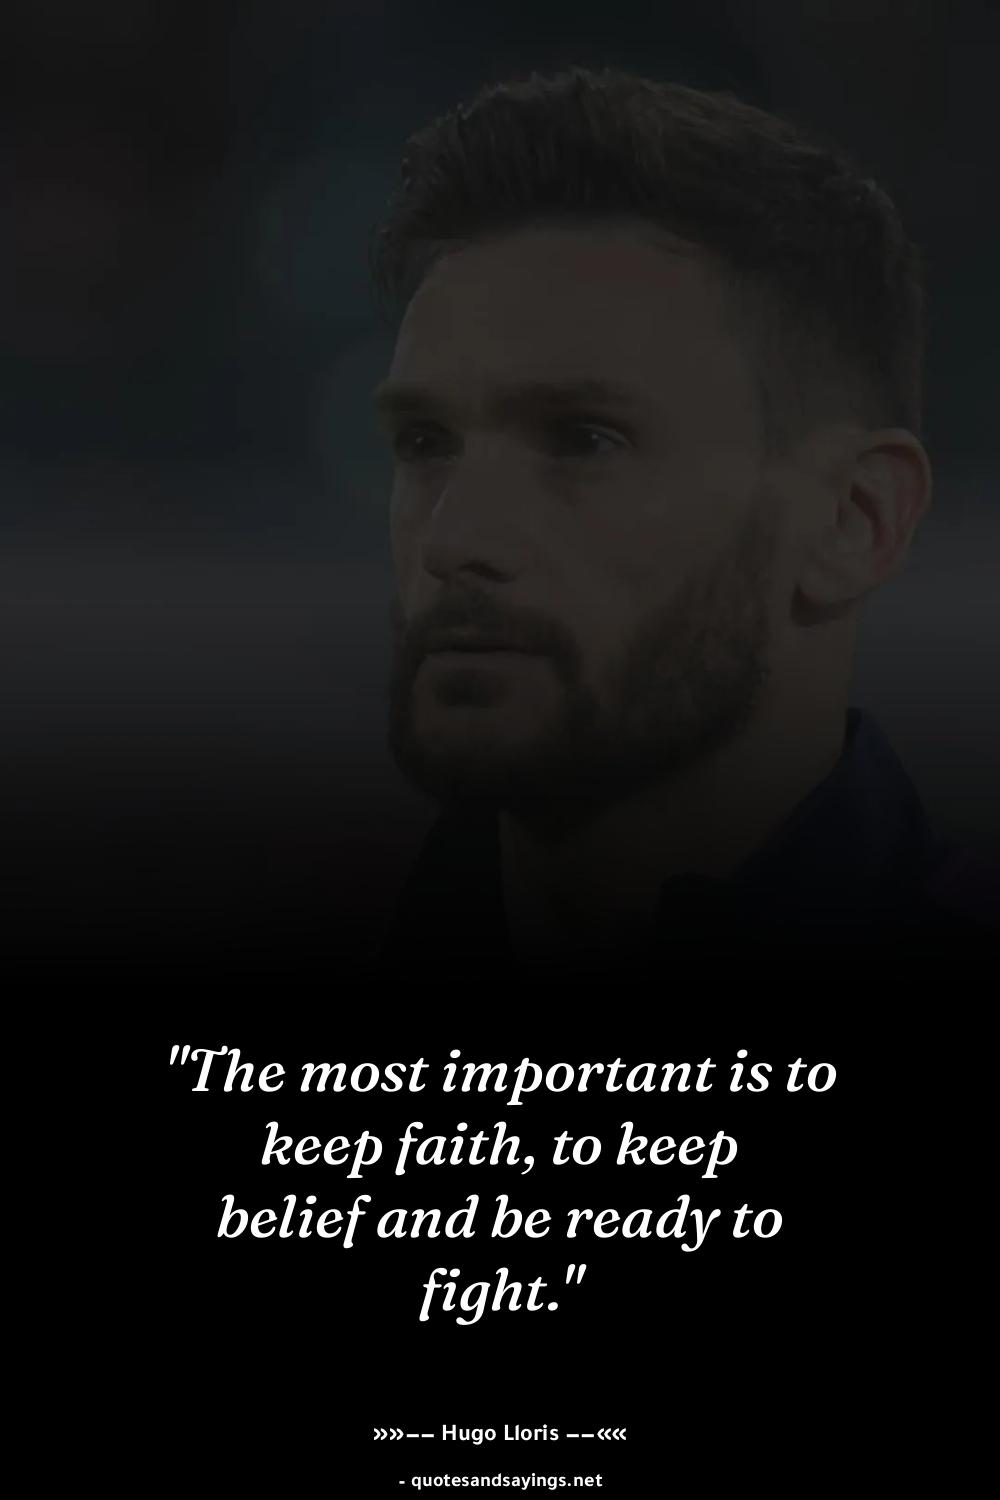 "The most important is to
keep faith, to keep
belief and be ready to
fight."
»»–– Hugo Lloris ––««
- quotesandsayings.net